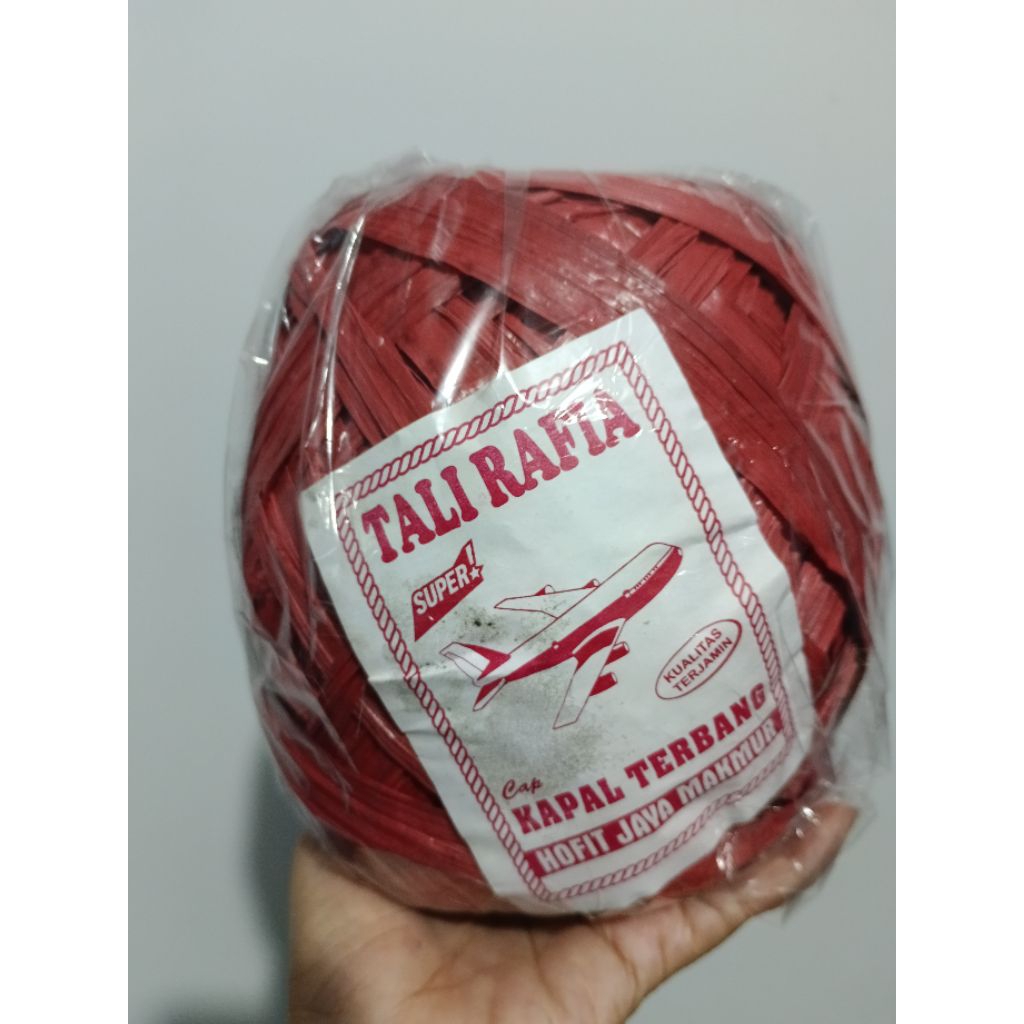 TALI RAFIA
SUPER!
KUALITAS
TERJAMIN
Cap
KAPAL TERBANG
HOFIT JAYA MAKMUR